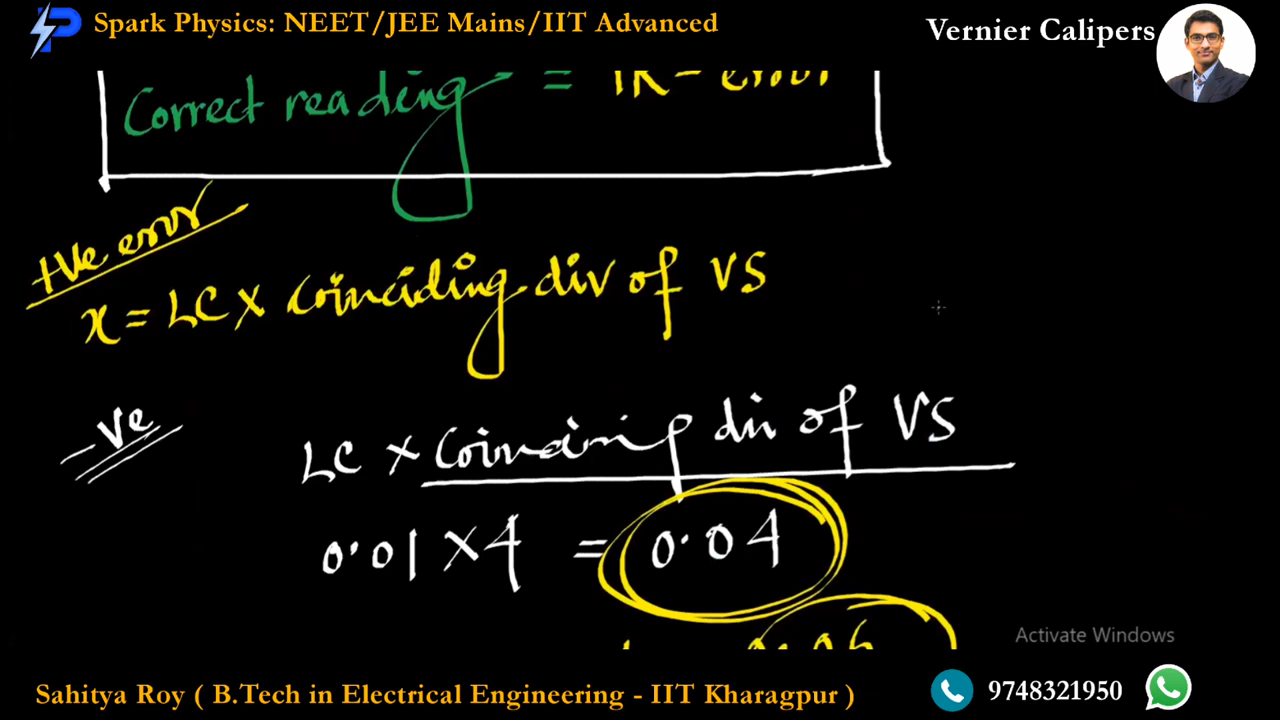 Spark Physics: NEET/JEE Mains/IIT Advanced
Vernier Calipers
Correct reading = TR - error
+ve error
x = LC × Coinciding div of VS
-ve
LC × Coinciding div of VS
0.01 × 4 = 0.04
Activate Windows
Sahitya Roy ( B.Tech in Electrical Engineering - IIT Kharagpur )
9748321950